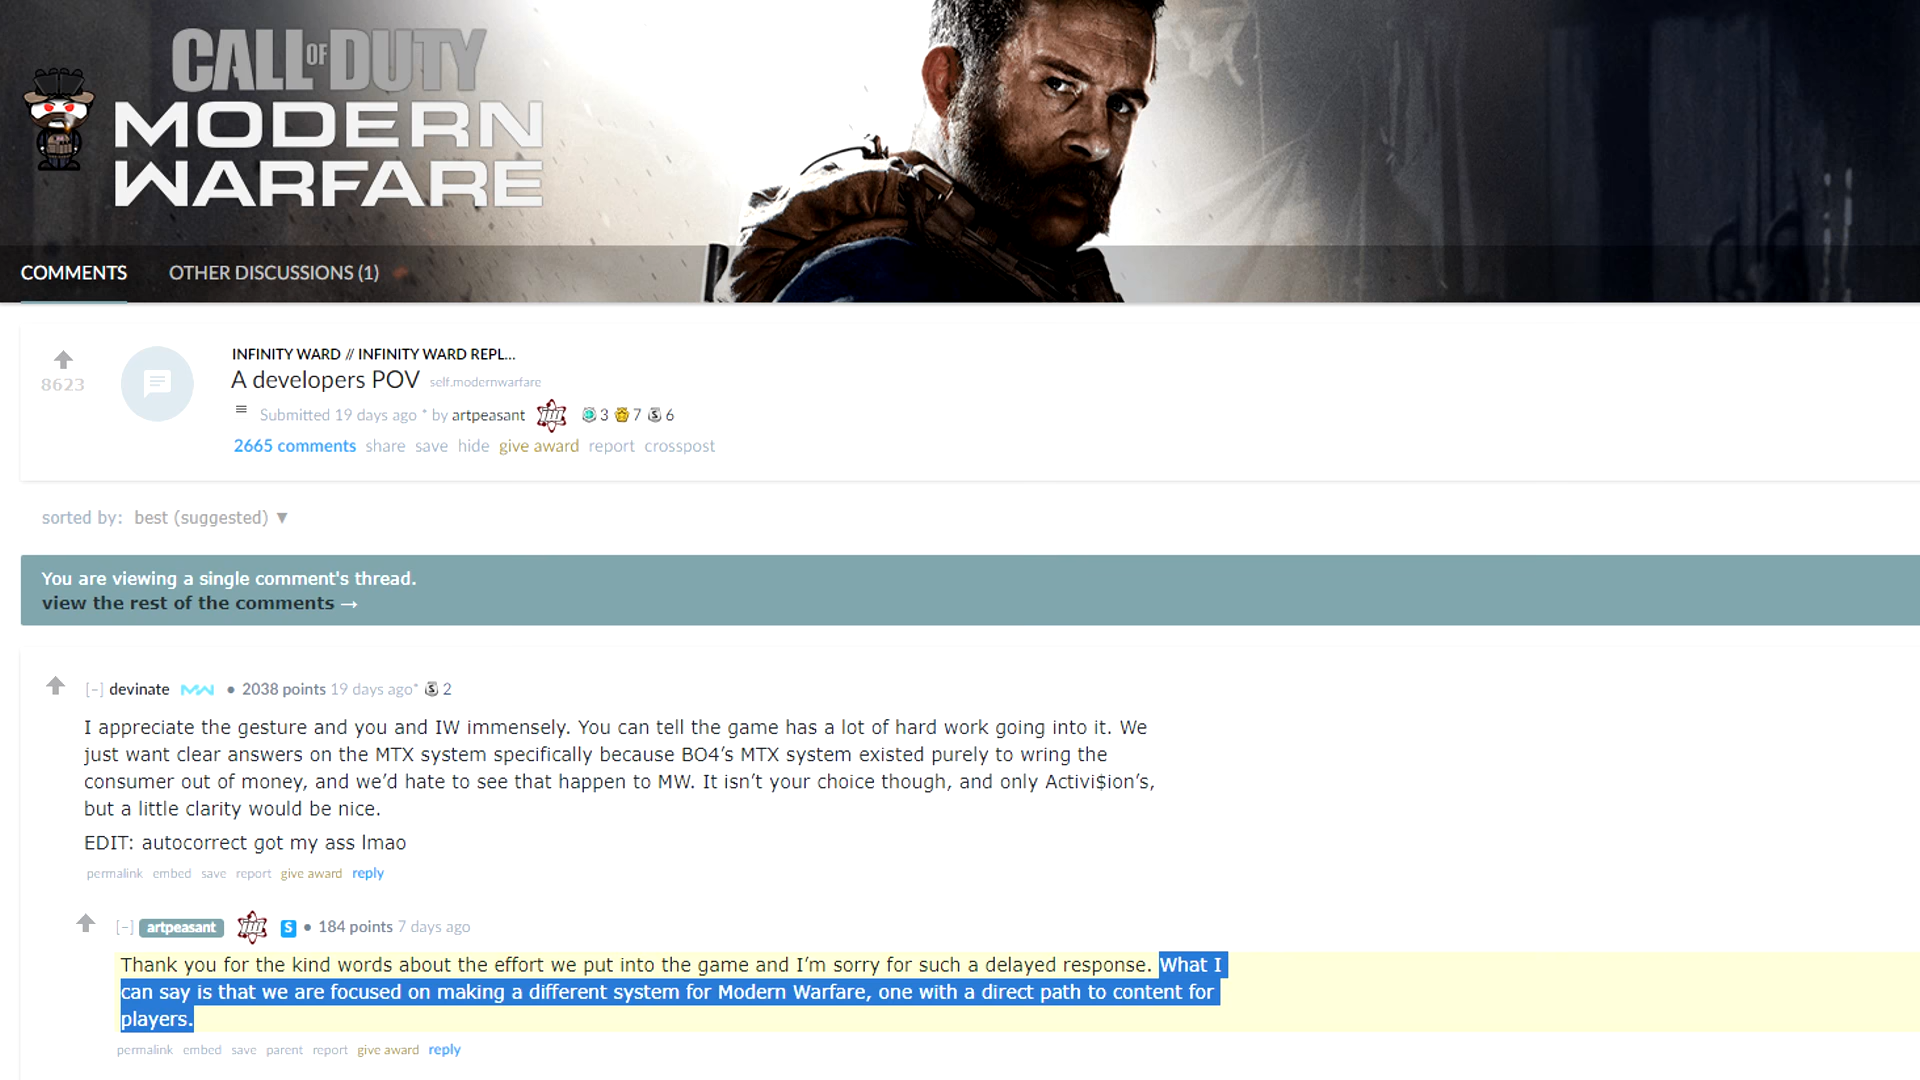 CALL OF DUTY
MODERN
WARFARE
COMMENTS OTHER DISCUSSIONS (1)
INFINITY WARD // INFINITY WARD REPL...
8623
A developers POV self.modernwarfare
Submitted 19 days ago * by artpeasant 3 7 6
2665 comments share save hide give award report crosspost
sorted by: best (suggested) ▼
You are viewing a single comment's thread.
view the rest of the comments →
[–] devinate MW • 2038 points 19 days ago* 2
I appreciate the gesture and you and IW immensely. You can tell the game has a lot of hard work going into it. We
just want clear answers on the MTX system specifically because BO4’s MTX system existed purely to wring the
consumer out of money, and we’d hate to see that happen to MW. It isn’t your choice though, and only Activi$ion’s,
but a little clarity would be nice.
EDIT: autocorrect got my ass lmao
permalink embed save report give award reply
[–] artpeasant S • 184 points 7 days ago
Thank you for the kind words about the effort we put into the game and I’m sorry for such a delayed response. What I
can say is that we are focused on making a different system for Modern Warfare, one with a direct path to content for
players.
permalink embed save parent report give award reply